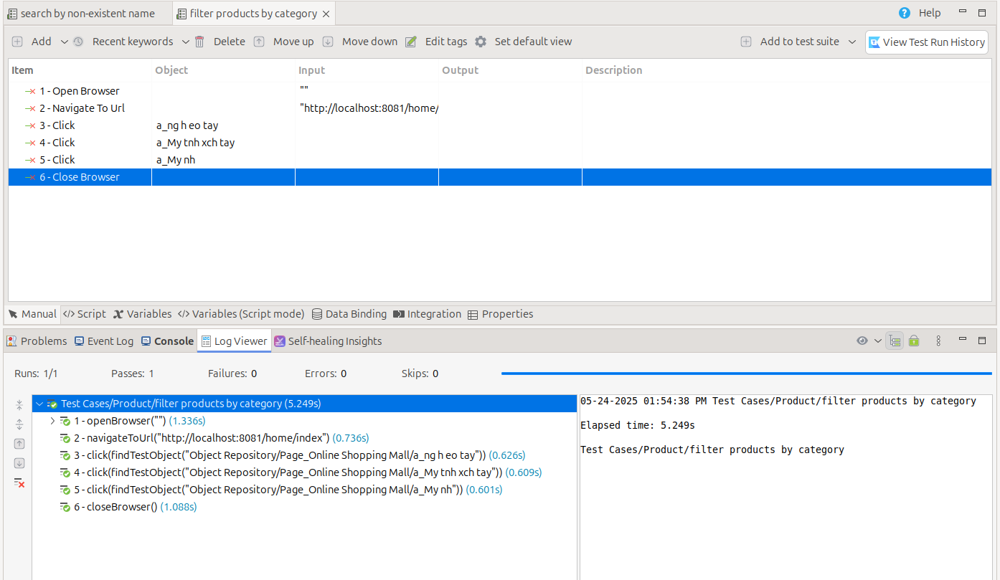 search by non-existent name
filter products by category
Help
Add
Recent keywords
Delete
Move up
Move down
Edit tags
Set default view
Add to test suite
View Test Run History
Item Object Input Output Description
1 - Open Browser ""
2 - Navigate To Url "http://localhost:8081/home/
3 - Click a_ng h eo tay
4 - Click a_My tnh xch tay
5 - Click a_My nh
6 - Close Browser
Manual </> Script Variables </> Variables (Script mode) Data Binding Integration Properties
Problems Event Log Console Log Viewer Self-healing Insights
Runs: 1/1 Passes: 1 Failures: 0 Errors: 0 Skips: 0
Test Cases/Product/filter products by category (5.249s)
1 - openBrowser("") (1.336s)
2 - navigateToUrl("http://localhost:8081/home/index") (0.736s)
3 - click(findTestObject("Object Repository/Page_Online Shopping Mall/a_ng h eo tay")) (0.626s)
4 - click(findTestObject("Object Repository/Page_Online Shopping Mall/a_My tnh xch tay")) (0.609s)
5 - click(findTestObject("Object Repository/Page_Online Shopping Mall/a_My nh")) (0.601s)
6 - closeBrowser() (1.088s)
05-24-2025 01:54:38 PM Test Cases/Product/filter products by category
Elapsed time: 5.249s
Test Cases/Product/filter products by category